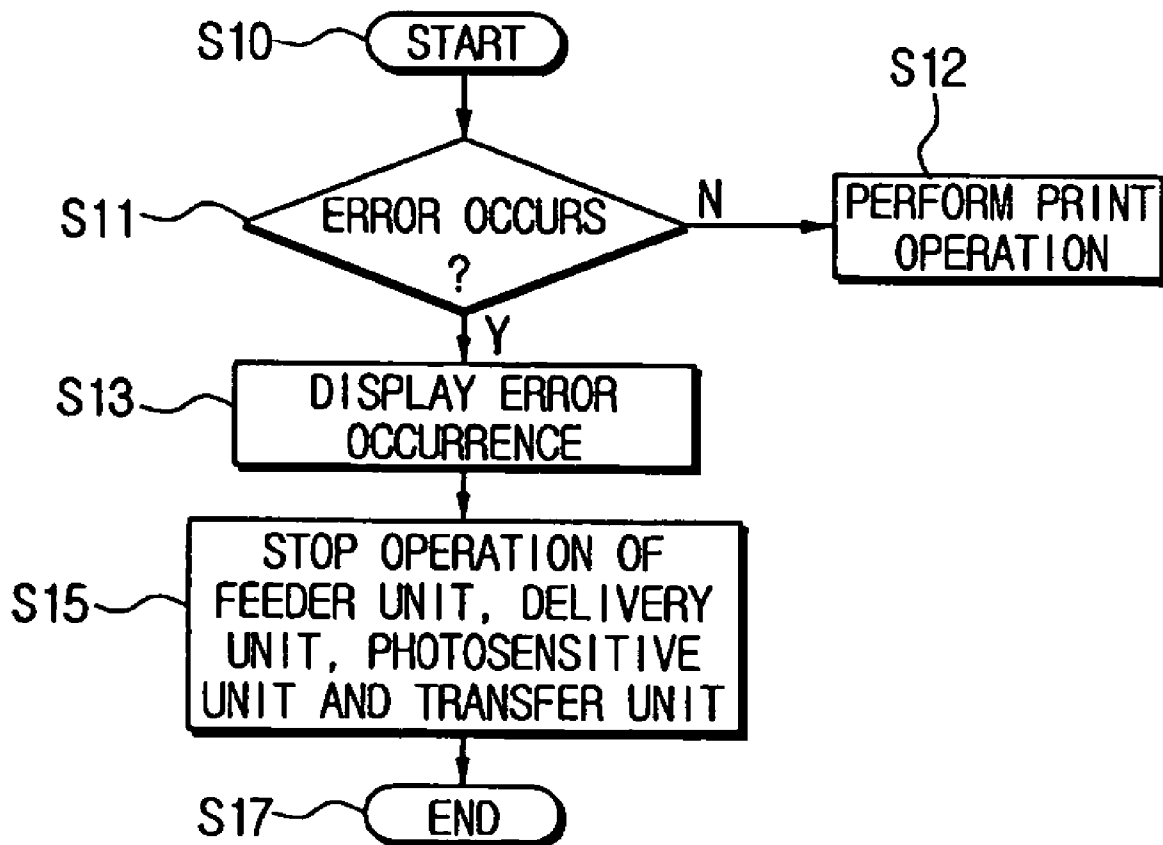 S10
START
S12
S11
ERROR OCCURS
?
N
PERFORM PRINT
OPERATION
Y
S13
DISPLAY ERROR
OCCURRENCE
S15
STOP OPERATION OF
FEEDER UNIT, DELIVERY
UNIT, PHOTOSENSITIVE
UNIT AND TRANSFER UNIT
S17
END